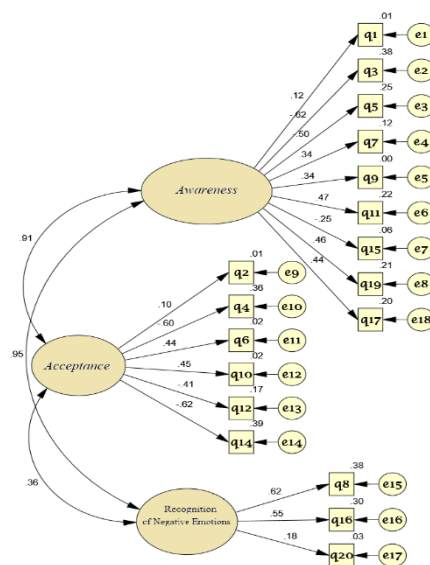 .01
q1 e1
.38
q3 e2
.25
q5 e3
.12
q7 e4
.00
q9 e5
.22
q11 e6
.06
q15 e7
.21
q19 e8
.20
q17 e18
.12
-.62
.50
.34
.34
.47
-.25
.46
.44
Awareness
.91
.01
q2 e9
.36
q4 e10
.02
q6 e11
.02
q10 e12
.17
q12 e13
.39
q14 e14
.10
-.60
.44
.45
-.41
-.62
Acceptance
.95
.36
.38
q8 e15
.30
q16 e16
.03
q20 e17
.62
.55
.18
Recognition
of Negative Emotions